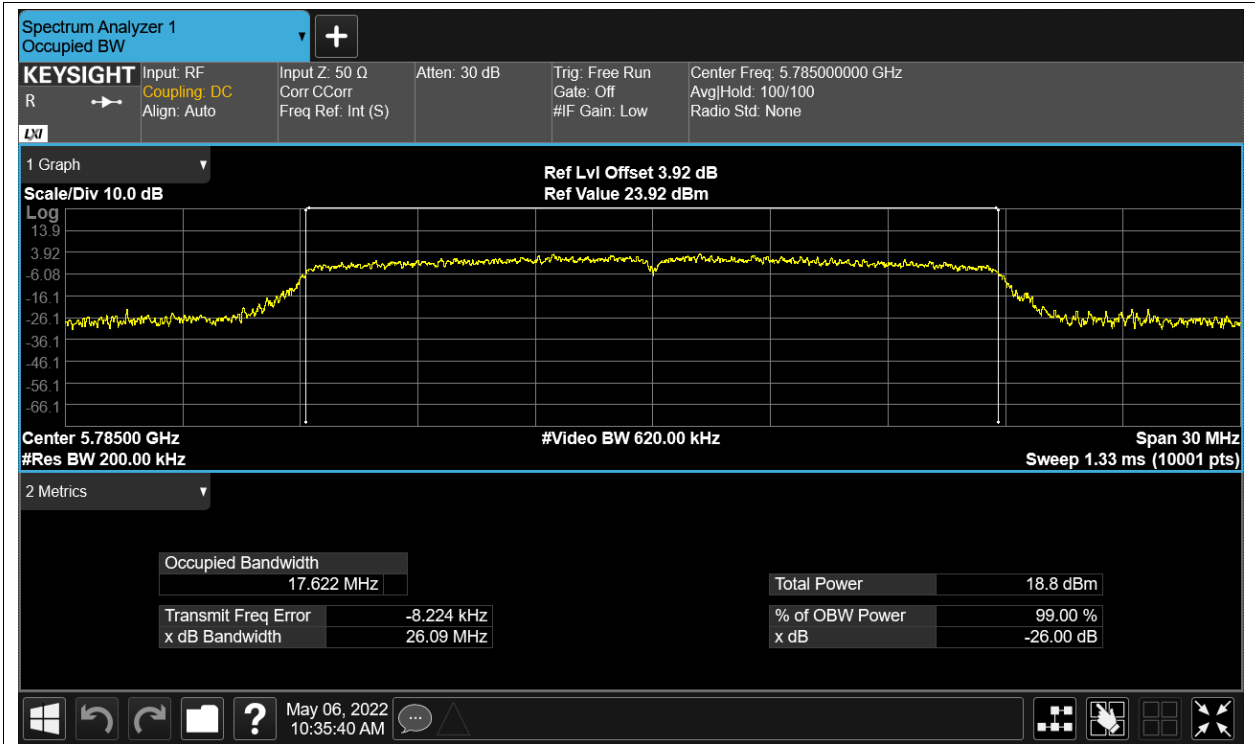 Spectrum Analyzer 1
Occupied BW
KEYSIGHT
R
LXI
Input: RF
Coupling: DC
Align: Auto
Input Z: 50 Ω
Corr CCorr
Freq Ref: Int (S)
Atten: 30 dB
Trig: Free Run
Gate: Off
#IF Gain: Low
Center Freq: 5.785000000 GHz
Avg|Hold: 100/100
Radio Std: None
1 Graph
Scale/Div 10.0 dB
Ref Lvl Offset 3.92 dB
Ref Value 23.92 dBm
Log
13.9
3.92
-6.08
-16.1
-26.1
-36.1
-46.1
-56.1
-66.1
Center 5.78500 GHz
#Video BW 620.00 kHz
Span 30 MHz
#Res BW 200.00 kHz
Sweep 1.33 ms (10001 pts)
2 Metrics
Occupied Bandwidth
17.622 MHz
Transmit Freq Error -8.224 kHz
x dB Bandwidth 26.09 MHz
Total Power 18.8 dBm
% of OBW Power 99.00 %
x dB -26.00 dB
?
May 06, 2022
10:35:40 AM